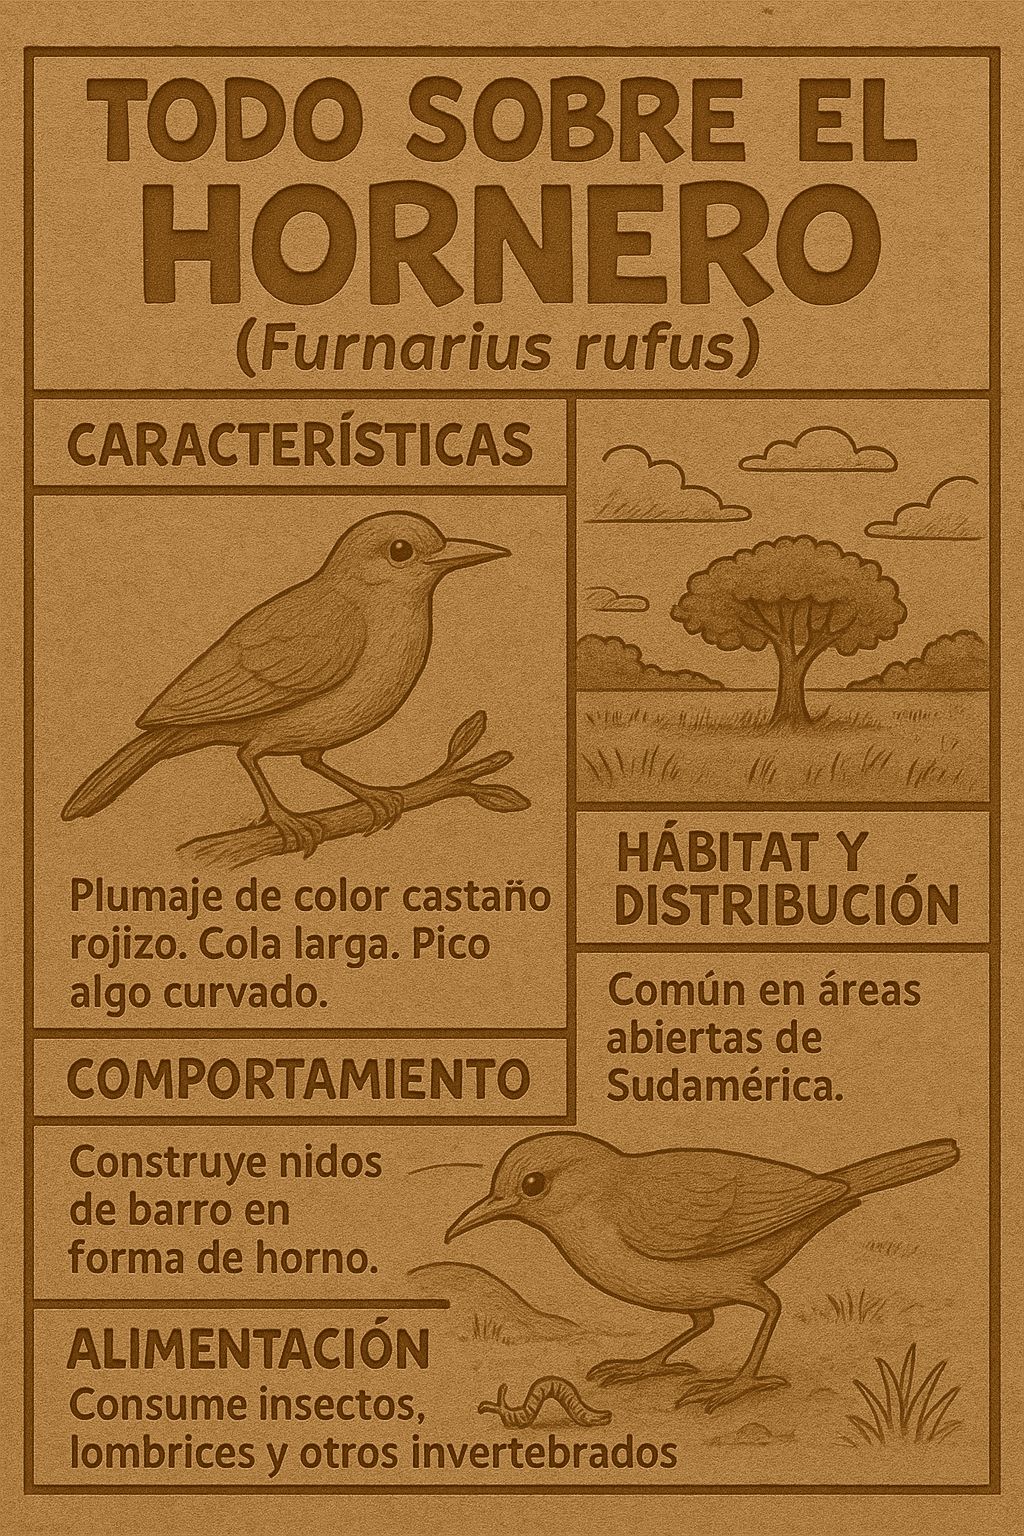 TODO SOBRE EL
HORNERO
(Furnarius rufus)
CARACTERÍSTICAS
Plumaje de color castaño
rojizo. Cola larga. Pico
algo curvado.
HÁBITAT Y
DISTRIBUCIÓN
Común en áreas
abiertas de
Sudamérica.
COMPORTAMIENTO
Construye nidos
de barro en
forma de horno.
ALIMENTACIÓN
Consume insectos,
lombrices y otros invertebrados